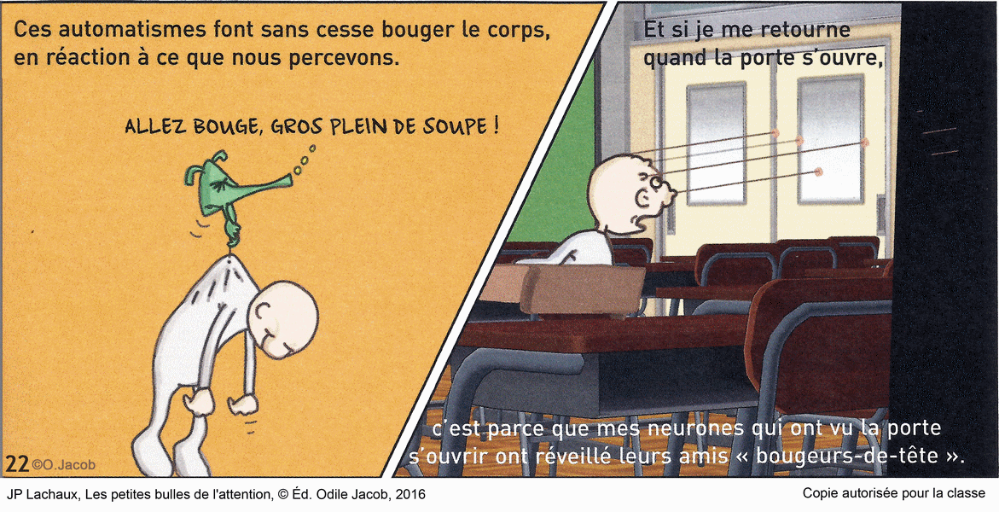 Ces automatismes font sans cesse bouger le corps,
en réaction à ce que nous percevons.
ALLEZ BOUGE, GROS PLEIN DE SOUPE !
22 ©O.Jacob
Et si je me retourne
quand la porte s'ouvre,
c'est parce que mes neurones qui ont vu la porte
s'ouvrir ont réveillé leurs amis « bougeurs-de-tête ».
JP Lachaux, Les petites bulles de l'attention, © Éd. Odile Jacob, 2016
Copie autorisée pour la classe